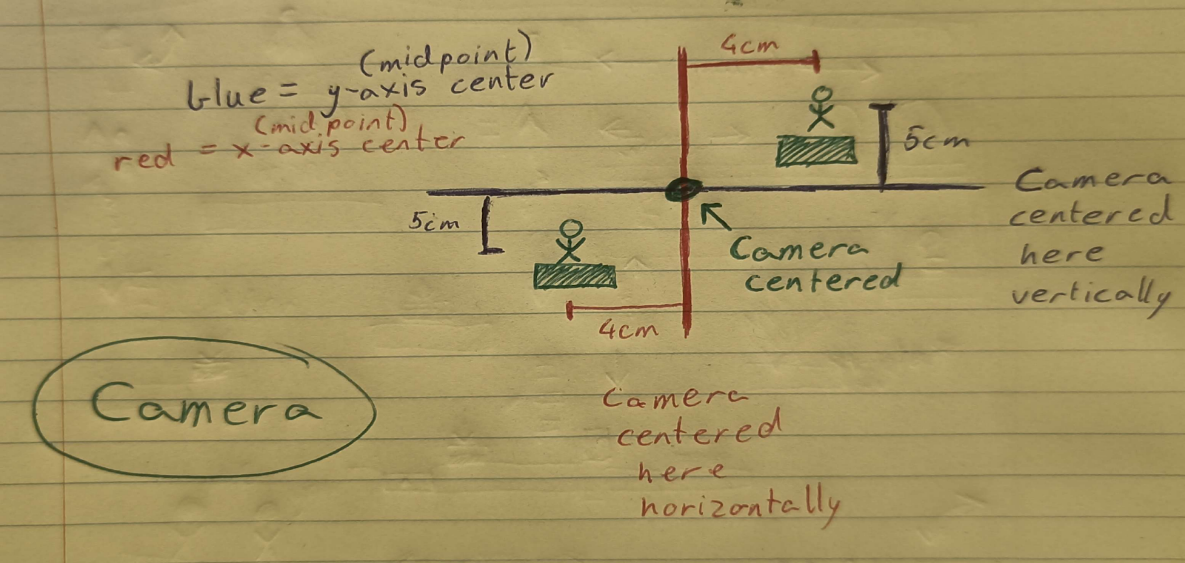 (midpoint)
blue = y-axis center
(midpoint)
red = x-axis center
4cm
5cm
5cm
4cm
Camera
centered
Camera
centered
here
vertically
Camera
Camera
centered
here
horizontally